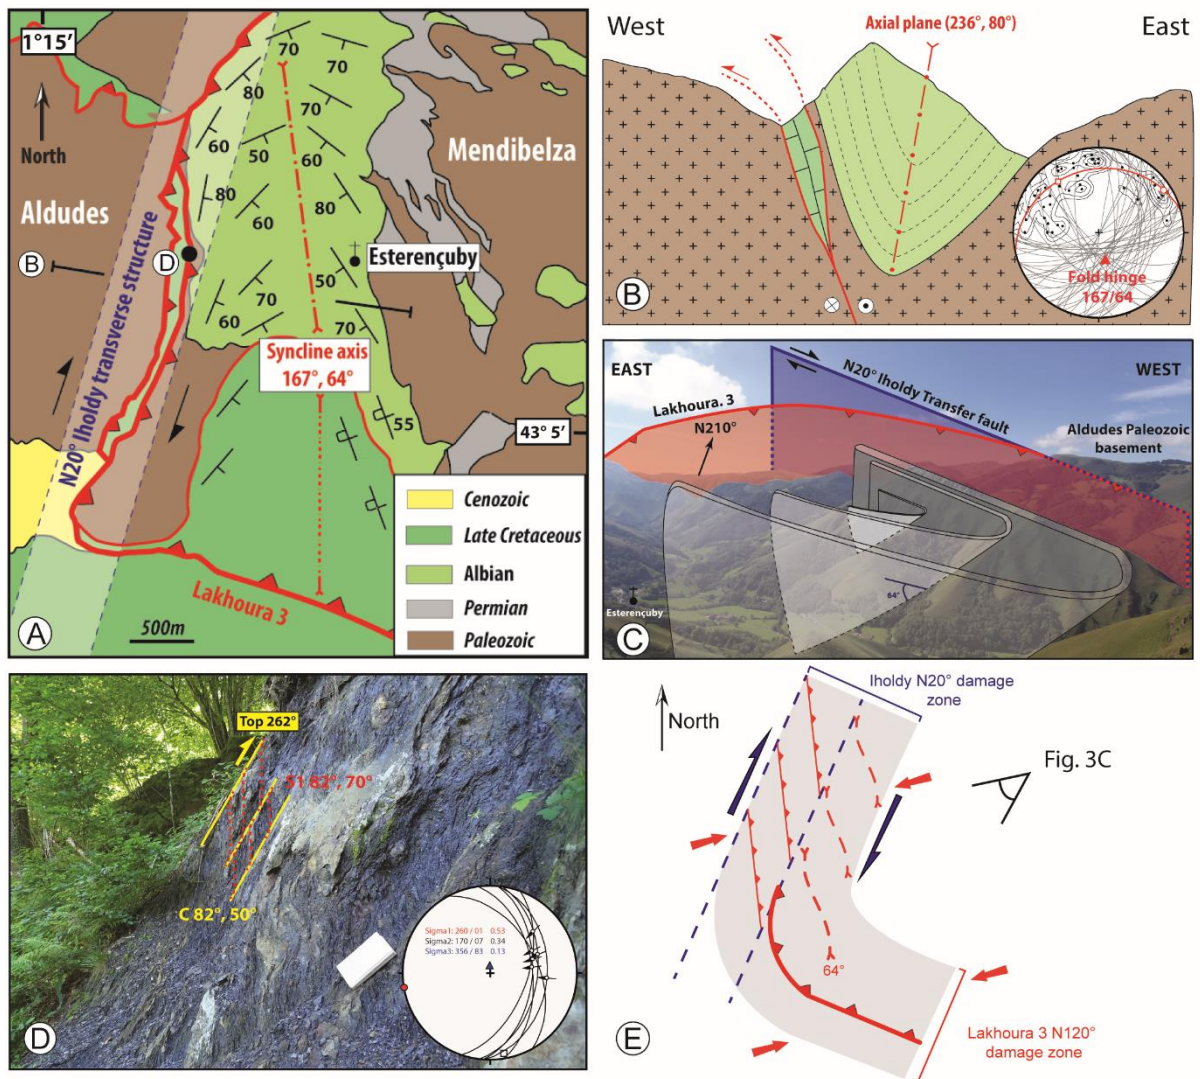 1°15'
70
70
80
North
70
60
50
60
Mendibelza
Aldudes
80
80
60
B
D
Esterençuby
50
N20° Iholdy transverse structure
70
60
70
Syncline axis
167°, 64°
55
43° 5'
Cenozoic
Late Cretaceous
Albian
Permian
Paleozoic
Lakhoura 3
A
500m
West
Axial plane (236°, 80°)
East
Fold hinge
167/64
B
EAST
WEST
N20° Iholdy Transfer fault
Lakhoura. 3
N210°
Aldudes Paleozoic
basement
64°
Esterençuby
C
Top 262°
S1 82°, 70°
C 82°, 50°
Sigma1: 260 / 01 0.53
Sigma2: 170 / 07 0.34
Sigma3: 356 / 83 0.13
D
Iholdy N20° damage
zone
North
Fig. 3C
64°
E
Lakhoura 3 N120°
damage zone